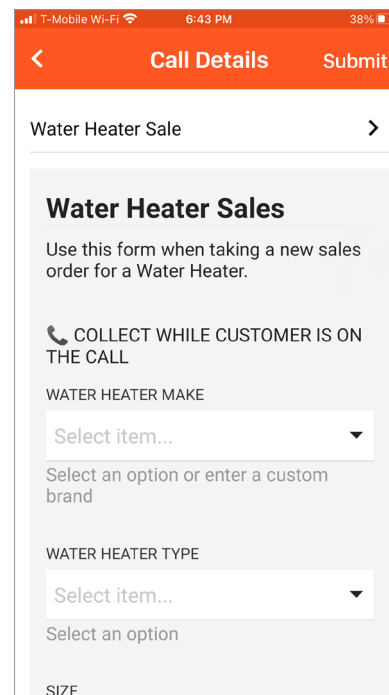 T-Mobile Wi-Fi 6:43 PM 38%
Call Details Submit
Water Heater Sale
Water Heater Sales
Use this form when taking a new sales
order for a Water Heater.
📞 COLLECT WHILE CUSTOMER IS ON
THE CALL
WATER HEATER MAKE
Select item...
Select an option or enter a custom
brand
WATER HEATER TYPE
Select item...
Select an option
SIZE